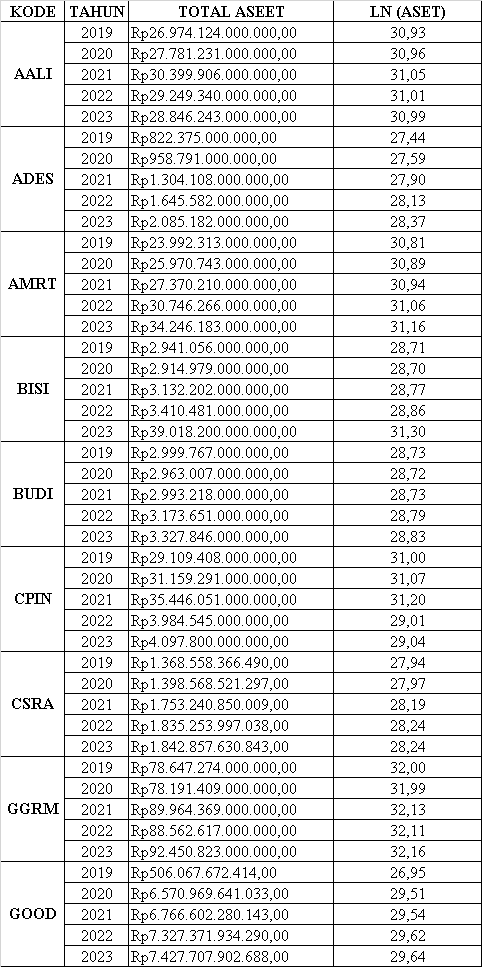 KODE TAHUN TOTAL ASEET LN (ASET)
AALI
2019 Rp26.974.124.000.000,00 30,93
2020 Rp27.781.231.000.000,00 30,96
2021 Rp30.399.906.000.000,00 31,05
2022 Rp29.249.340.000.000,00 31,01
2023 Rp28.846.243.000.000,00 30,99
ADES
2019 Rp822.375.000.000,00 27,44
2020 Rp958.791.000.000,00 27,59
2021 Rp1.304.108.000.000,00 27,90
2022 Rp1.645.582.000.000,00 28,13
2023 Rp2.085.182.000.000,00 28,37
AMRT
2019 Rp23.992.313.000.000,00 30,81
2020 Rp25.970.743.000.000,00 30,89
2021 Rp27.370.210.000.000,00 30,94
2022 Rp30.746.266.000.000,00 31,06
2023 Rp34.246.183.000.000,00 31,16
BISI
2019 Rp2.941.056.000.000,00 28,71
2020 Rp2.914.979.000.000,00 28,70
2021 Rp3.132.202.000.000,00 28,77
2022 Rp3.410.481.000.000,00 28,86
2023 Rp39.018.200.000.000,00 31,30
BUDI
2019 Rp2.999.767.000.000,00 28,73
2020 Rp2.963.007.000.000,00 28,72
2021 Rp2.993.218.000.000,00 28,73
2022 Rp3.173.651.000.000,00 28,79
2023 Rp3.327.846.000.000,00 28,83
CPIN
2019 Rp29.109.408.000.000,00 31,00
2020 Rp31.159.291.000.000,00 31,07
2021 Rp35.446.051.000.000,00 31,20
2022 Rp3.984.545.000.000,00 29,01
2023 Rp4.097.800.000.000,00 29,04
CSRA
2019 Rp1.368.558.366.490,00 27,94
2020 Rp1.398.568.521.297,00 27,97
2021 Rp1.753.240.850.009,00 28,19
2022 Rp1.835.253.997.038,00 28,24
2023 Rp1.842.857.630.843,00 28,24
GGRM
2019 Rp78.647.274.000.000,00 32,00
2020 Rp78.191.409.000.000,00 31,99
2021 Rp89.964.369.000.000,00 32,13
2022 Rp88.562.617.000.000,00 32,11
2023 Rp92.450.823.000.000,00 32,16
GOOD
2019 Rp506.067.672.414,00 26,95
2020 Rp6.570.969.641.033,00 29,51
2021 Rp6.766.602.280.143,00 29,54
2022 Rp7.327.371.934.290,00 29,62
2023 Rp7.427.707.902.688,00 29,64